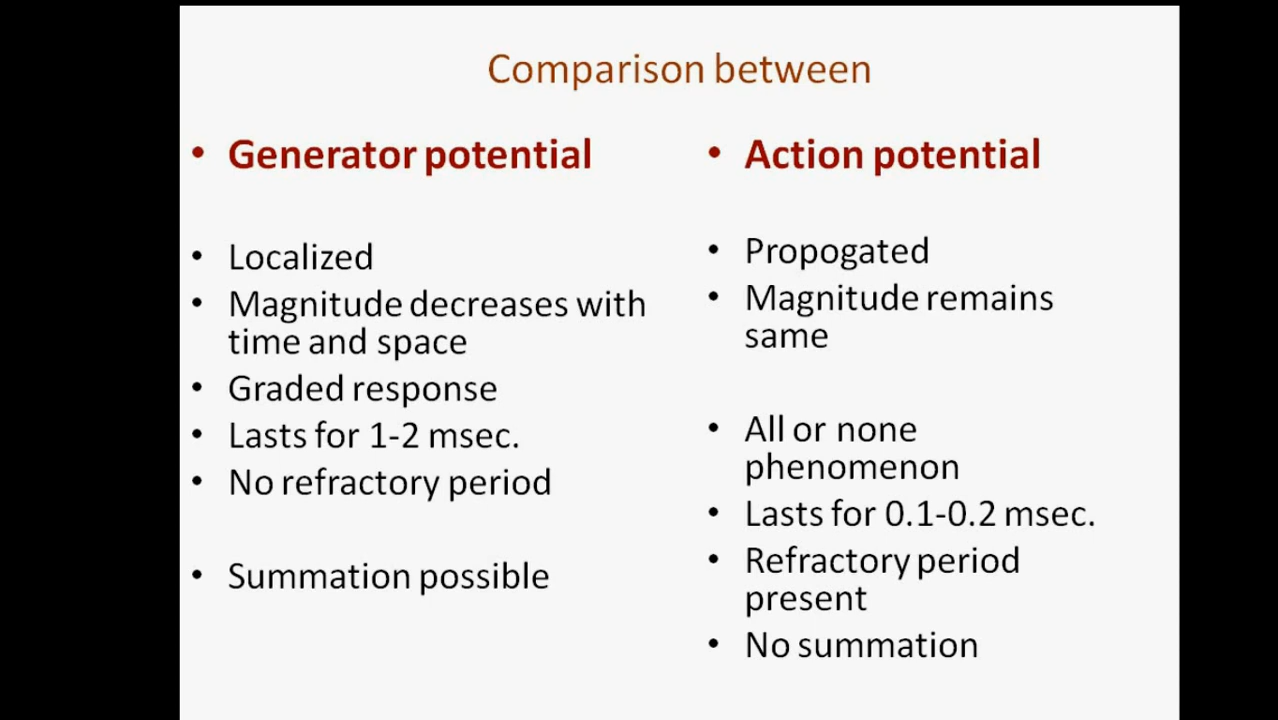 Comparison between
• Generator potential
• Localized
• Magnitude decreases with
time and space
• Graded response
• Lasts for 1-2 msec.
• No refractory period
• Summation possible
• Action potential
• Propogated
• Magnitude remains
same
• All or none
phenomenon
• Lasts for 0.1-0.2 msec.
• Refractory period
present
• No summation